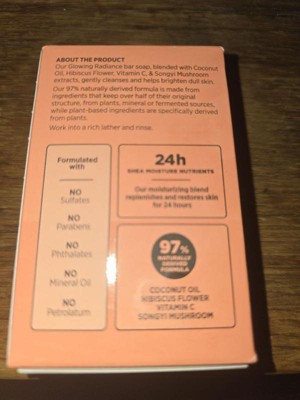 ABOUT THE PRODUCT
Our Glowing Radiance bar soap, blended with Coconut
Oil, Hibiscus Flower, Vitamin C, & Songyi Mushroom
extracts, gently cleanses and helps brighten dull skin.
Our 97% naturally derived formula is made from
ingredients that keep over half of their original
structure, from plants, mineral or fermented sources,
while plant-based ingredients are specifically derived
from plants.
Work into a rich lather and rinse.
Formulated
with
NO
Sulfates
NO
Parabens
NO
Phthalates
NO
Mineral Oil
NO
Petrolatum
24h
SHEA MOISTURE NUTRIENTS
Our moisturizing blend
replenishes and restores skin
for 24 hours
97%
NATURALLY
DERIVED
FORMULA
COCONUT OIL
HIBISCUS FLOWER
VITAMIN C
SONGYI MUSHROOM